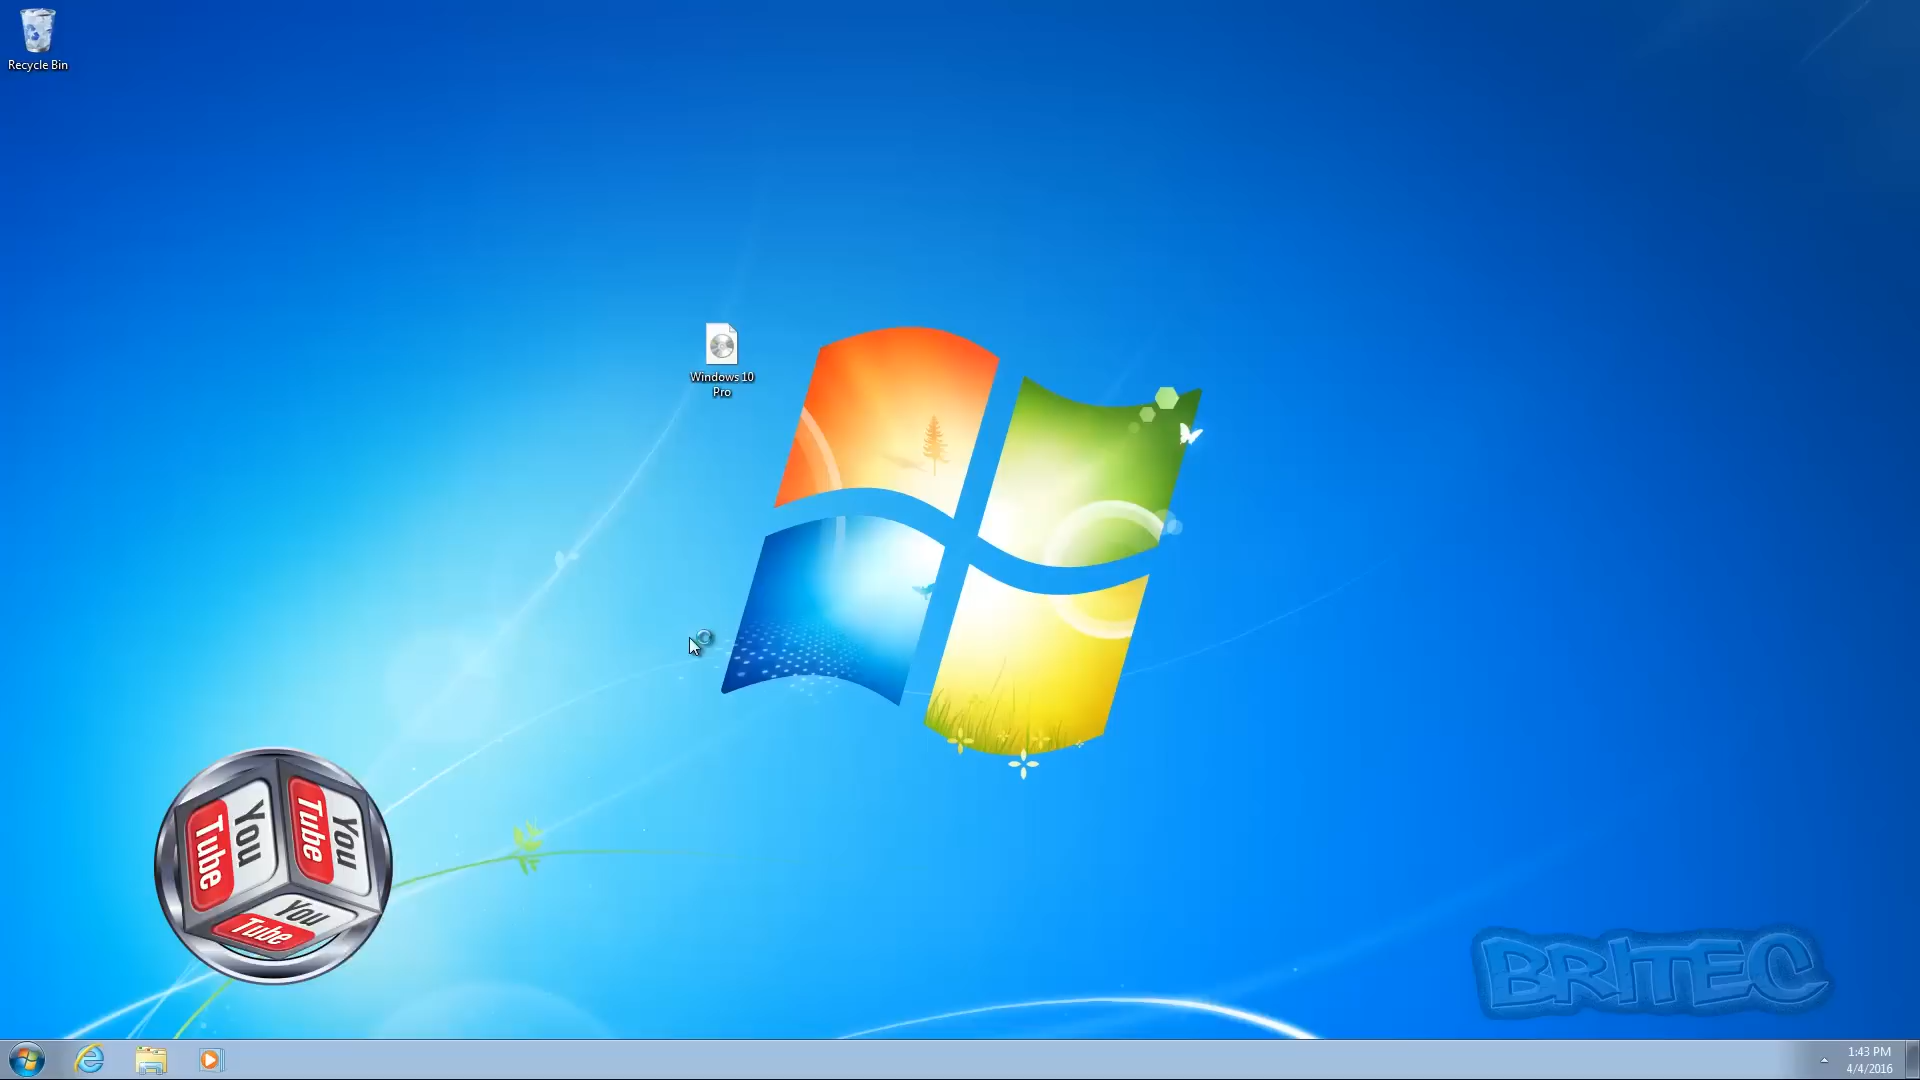 Recycle Bin
Windows 10
Pro
You
Tube
You
Tube
You
Tube
BRITEC
1:43 PM
4/4/2016